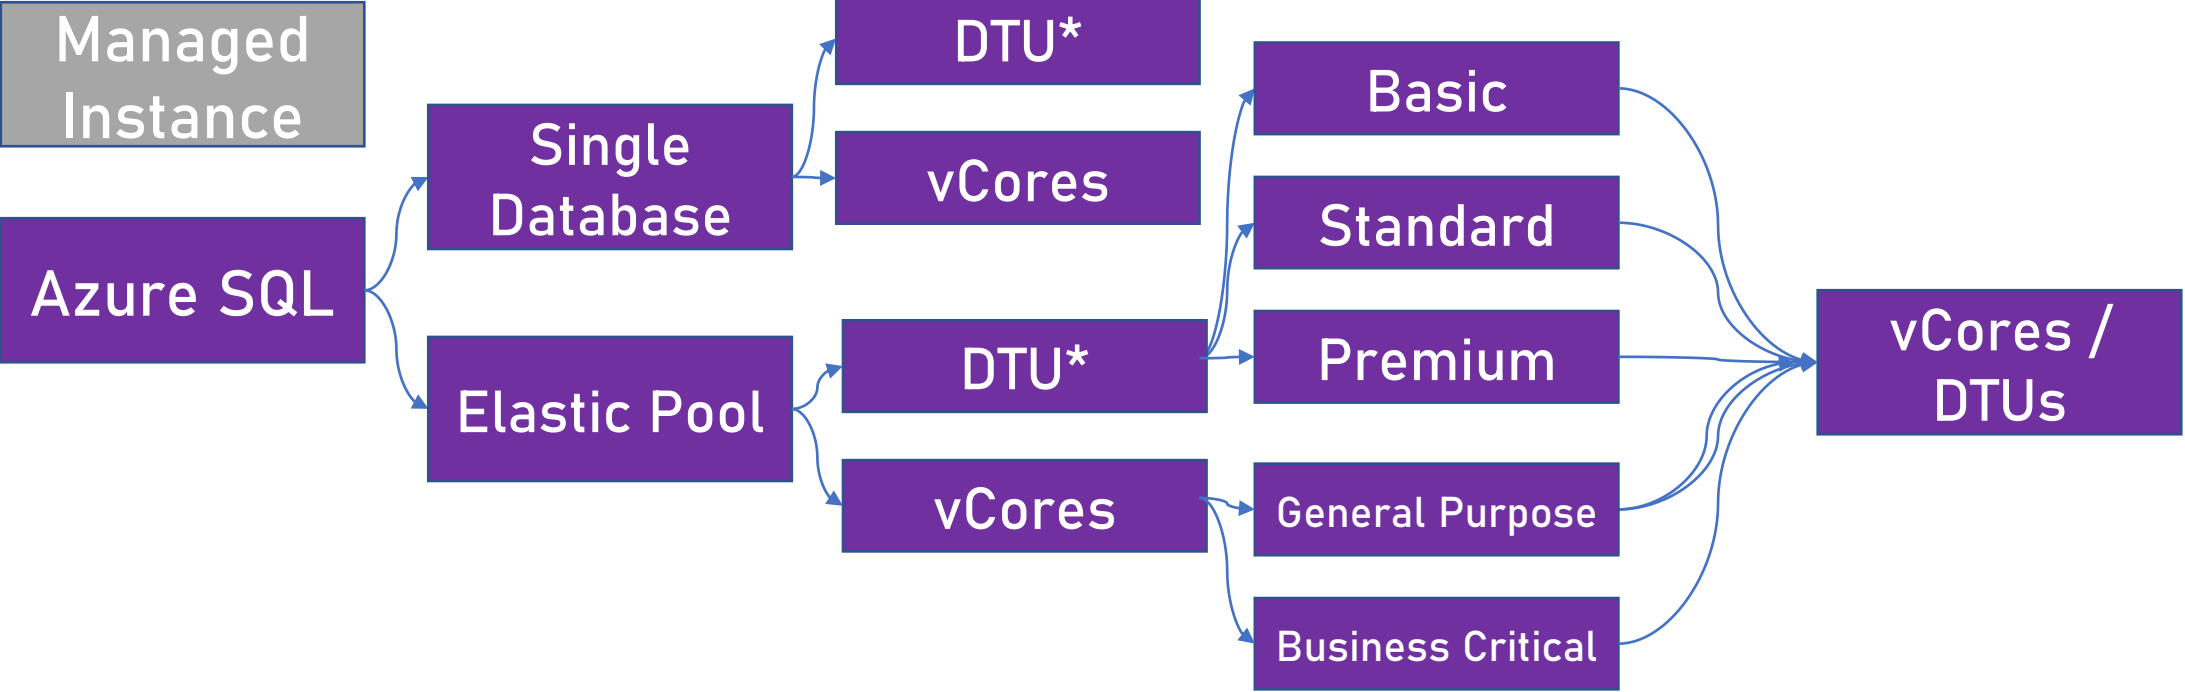 Managed
Instance
Azure SQL
Single
Database
Elastic Pool
DTU*
vCores
DTU*
vCores
Basic
Standard
Premium
General Purpose
Business Critical
vCores /
DTUs